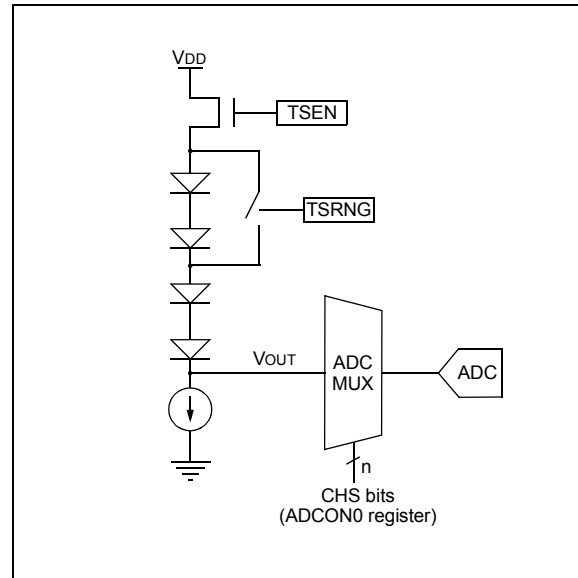 VDD
TSEN
TSRNG
VOUT
ADC
MUX
ADC
n
CHS bits
(ADCON0 register)